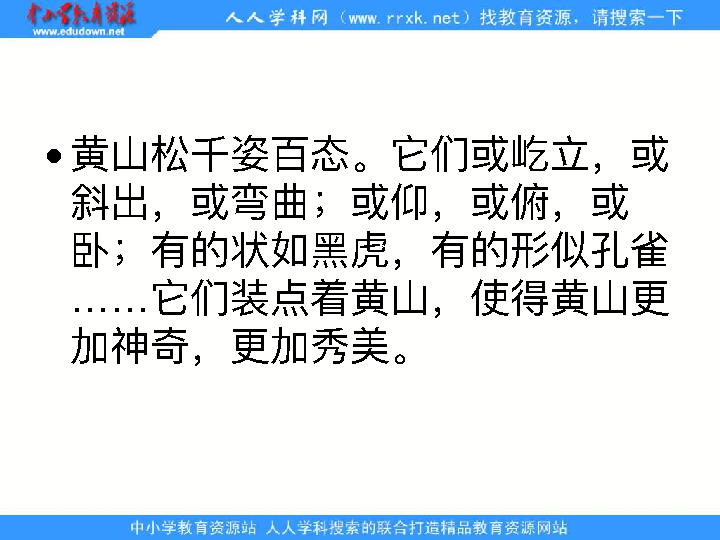 中小学教育资源
www.edudown.net
人人学科网（www.rrxk.net）找教育资源，请搜索一下
•黄山松千姿百态。它们或屹立，或
斜出，或弯曲；或仰，或俯，或
卧；有的状如黑虎，有的形似孔雀
……它们装点着黄山，使得黄山更
加神奇，更加秀美。
中小学教育资源站 人人学科搜索的联合打造精品教育资源网站